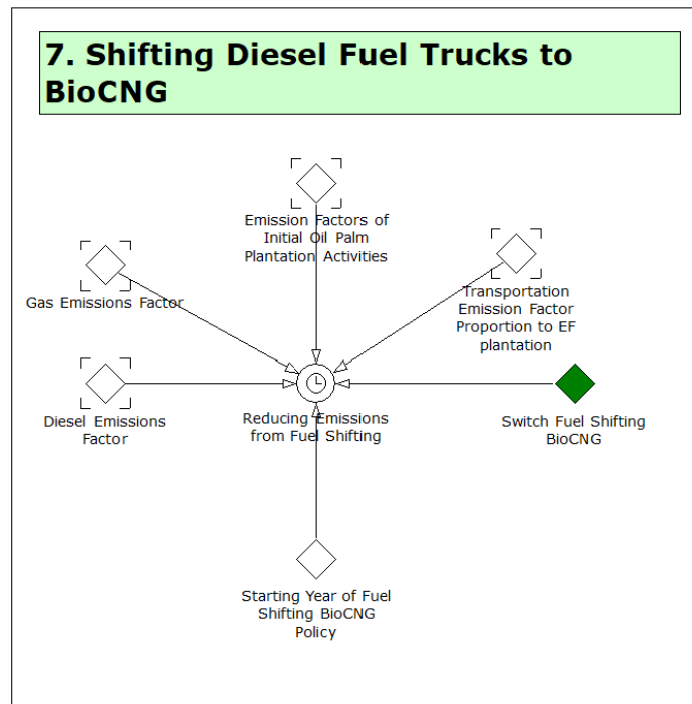 7. Shifting Diesel Fuel Trucks to
BioCNG
Emission Factors of
Initial Oil Palm
Plantation Activities
Gas Emissions Factor
Transportation
Emission Factor
Proportion to EF
plantation
Diesel Emissions
Factor
Reducing Emissions
from Fuel Shifting
Switch Fuel Shifting
BioCNG
Starting Year of Fuel
Shifting BioCNG
Policy